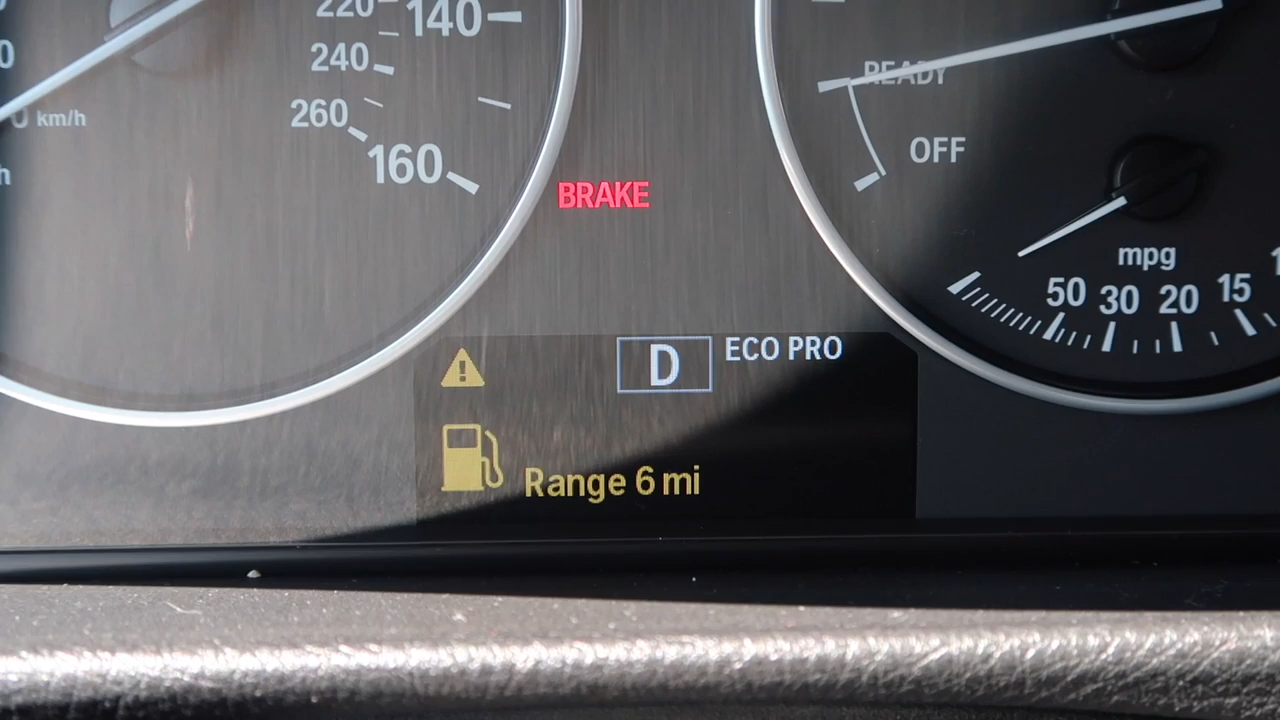 220
140
240
260
160
km/h
READY
OFF
BRAKE
mpg
50 30 20 15
D
ECO PRO
Range 6 mi